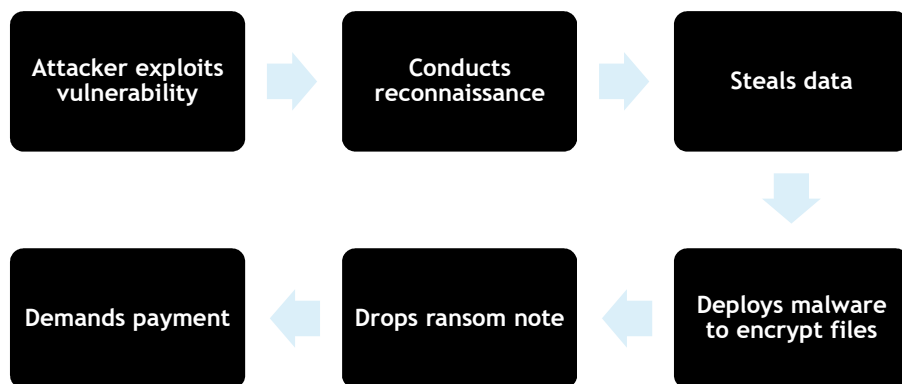 Attacker exploits
vulnerability
Conducts
reconnaissance
Steals data
Deploys malware
to encrypt files
Drops ransom note
Demands payment